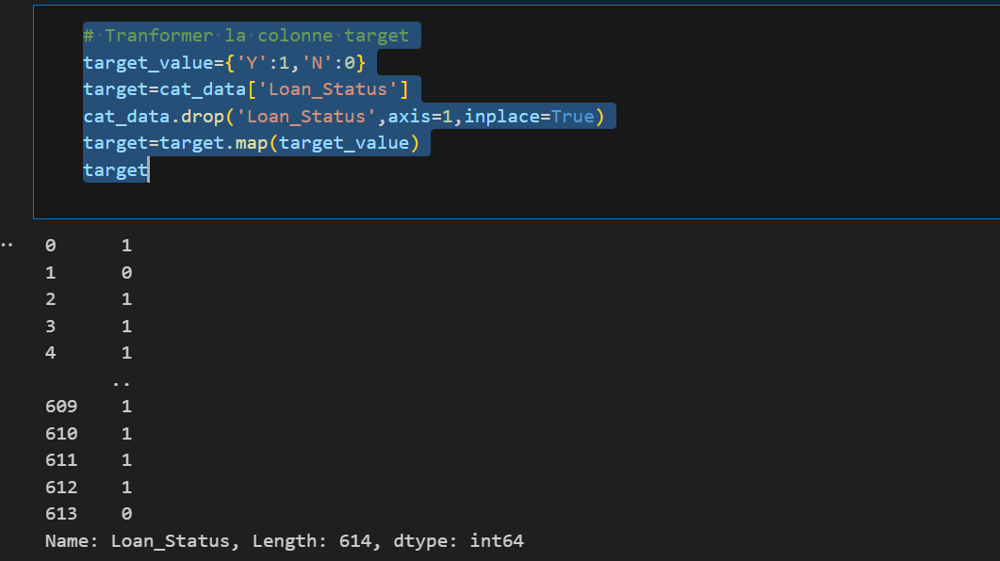 # Tranformer la colonne target
target_value={'Y':1,'N':0}
target=cat_data['Loan_Status']
cat_data.drop('Loan_Status',axis=1,inplace=True)
target=target.map(target_value)
target
0      1
1      0
2      1
3      1
4      1
      ..
609    1
610    1
611    1
612    1
613    0
Name: Loan_Status, Length: 614, dtype: int64